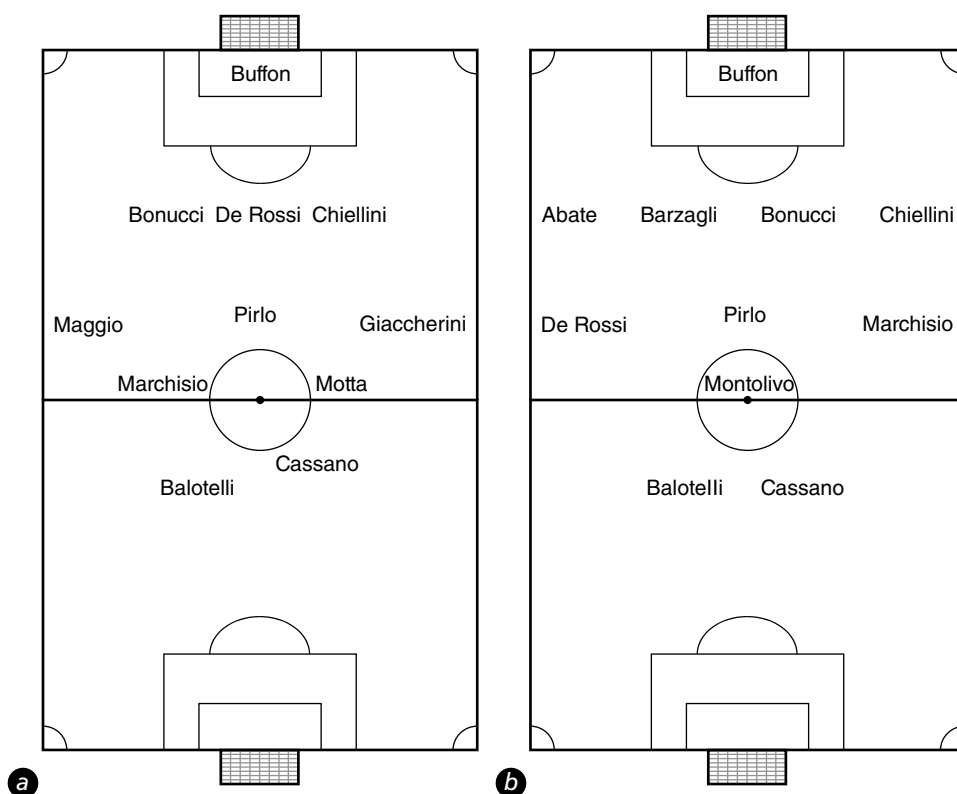 Buffon
Bonucci De Rossi Chiellini
Pirlo
Maggio Giaccherini
Marchisio Motta
Cassano
Balotelli
a
Buffon
Abate Barzagli Bonucci Chiellini
Pirlo
De Rossi Marchisio
Montolivo
Balotelli Cassano
b